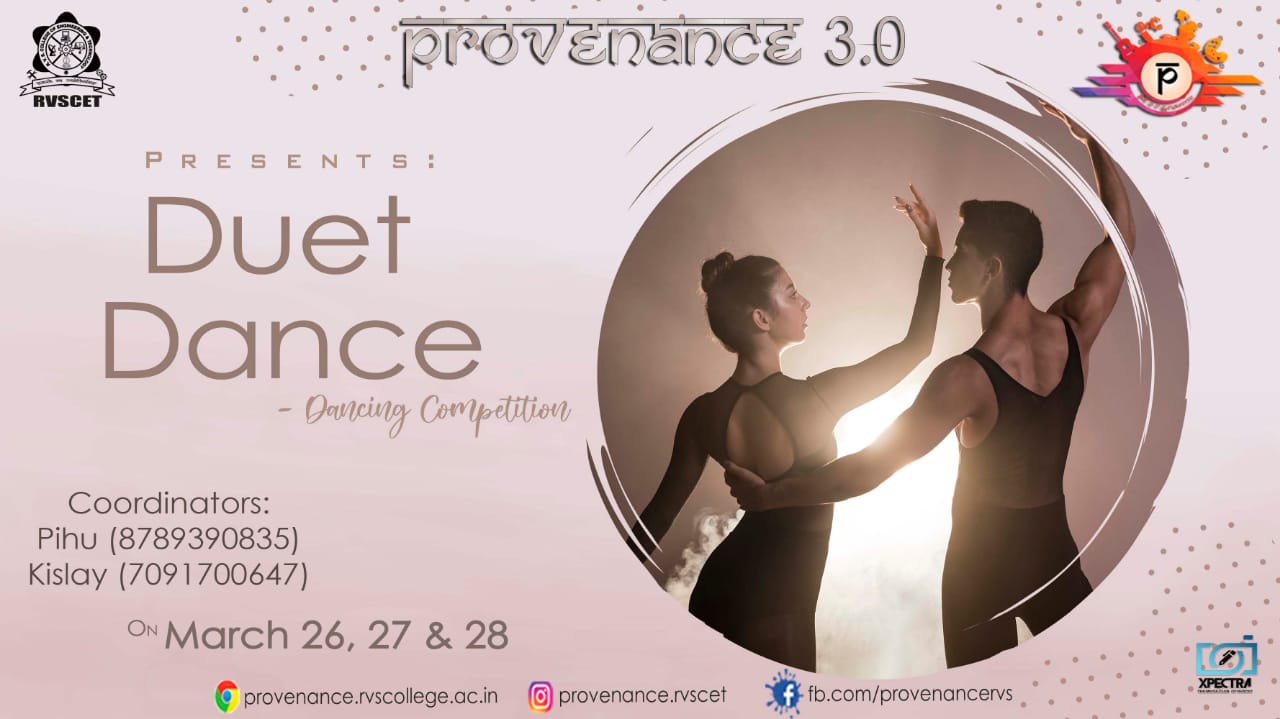 PROVENANCE 3.0
RVSCET
PRESENTS:
Duet
Dance
- Dancing Competition
Coordinators:
Pihu (8789390835)
Kislay (7091700647)
ON March 26, 27 & 28
provenance.rvscollege.ac.in provenance.rvscet fb.com/provenancervs
XPECTRA